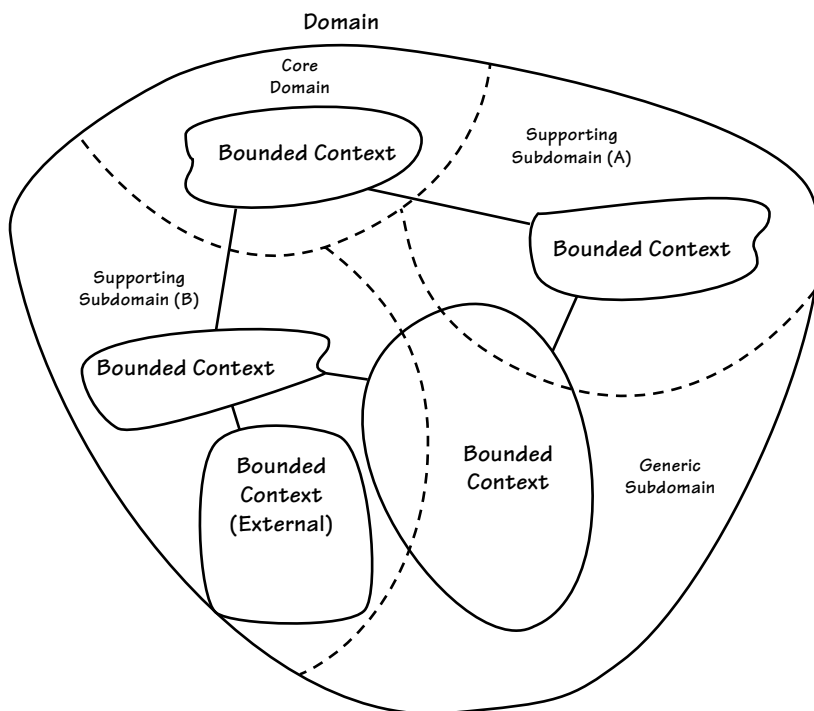 Domain
Core
Domain
Bounded Context
Supporting
Subdomain (A)
Bounded Context
Supporting
Subdomain (B)
Bounded Context
Bounded
Context
(External)
Bounded
Context
Generic
Subdomain